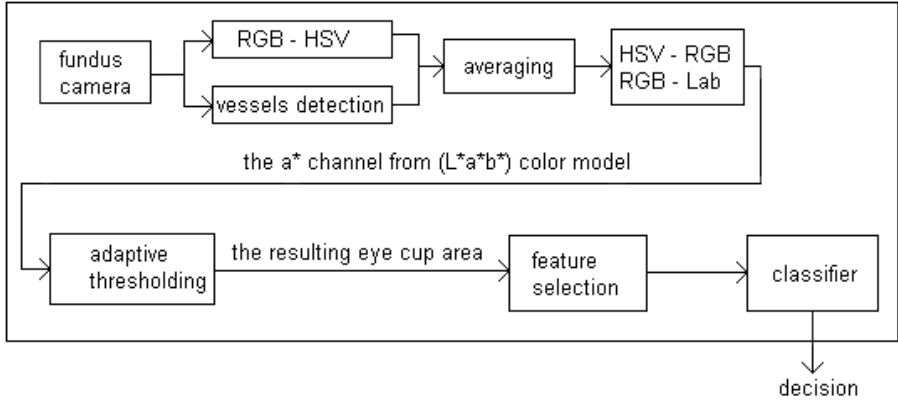 fundus
camera
RGB - HSV
vessels detection
averaging
HSV - RGB
RGB - Lab
the a* channel from (L*a*b*) color model
adaptive
thresholding
the resulting eye cup area
feature
selection
classifier
decision